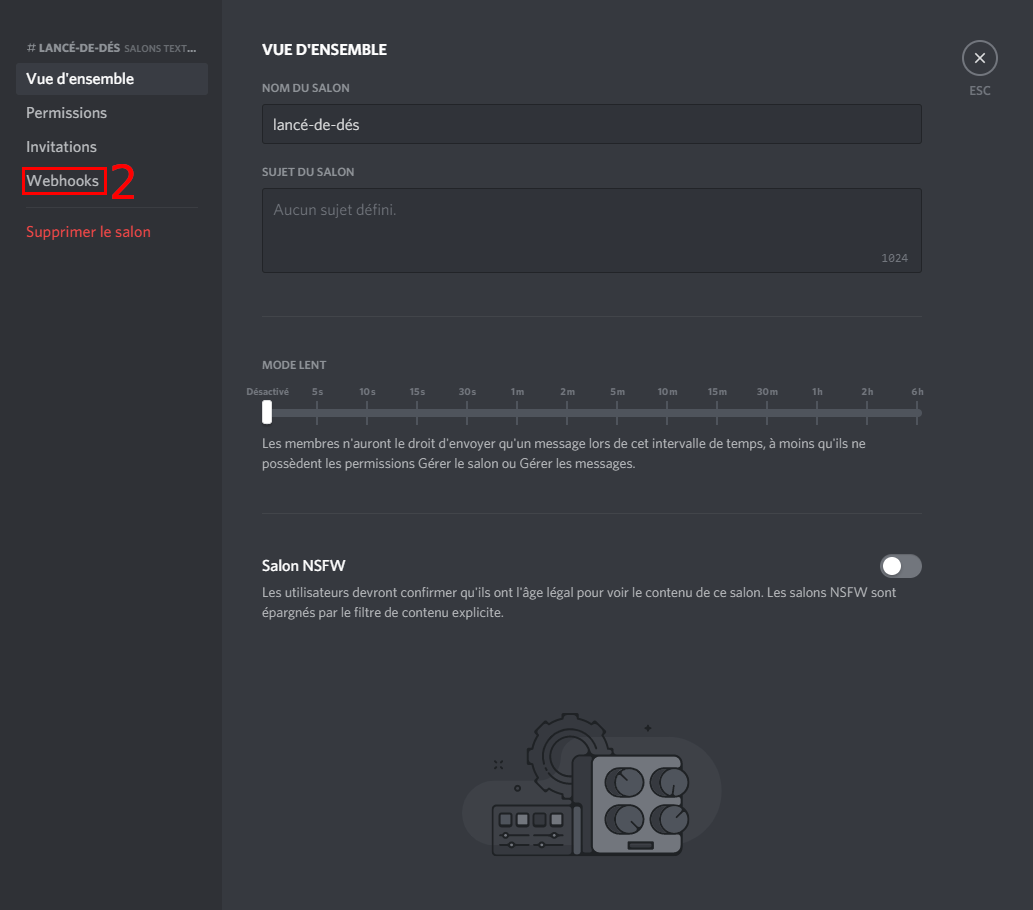 # LANCÉ-DE-DÉS SALONS TEXT...
Vue d'ensemble
Permissions
Invitations
Webhooks 2
Supprimer le salon
VUE D'ENSEMBLE
ESC
NOM DU SALON
lancé-de-dés
SUJET DU SALON
Aucun sujet défini.
1024
MODE LENT
Désactivé 5s 10s 15s 30s 1m 2m 5m 10m 15m 30m 1h 2h 6h
Les membres n'auront le droit d'envoyer qu'un message lors de cet intervalle de temps, à moins qu'ils ne
possèdent les permissions Gérer le salon ou Gérer les messages.
Salon NSFW
Les utilisateurs devront confirmer qu'ils ont l'âge légal pour voir le contenu de ce salon. Les salons NSFW sont
épargnés par le filtre de contenu explicite.